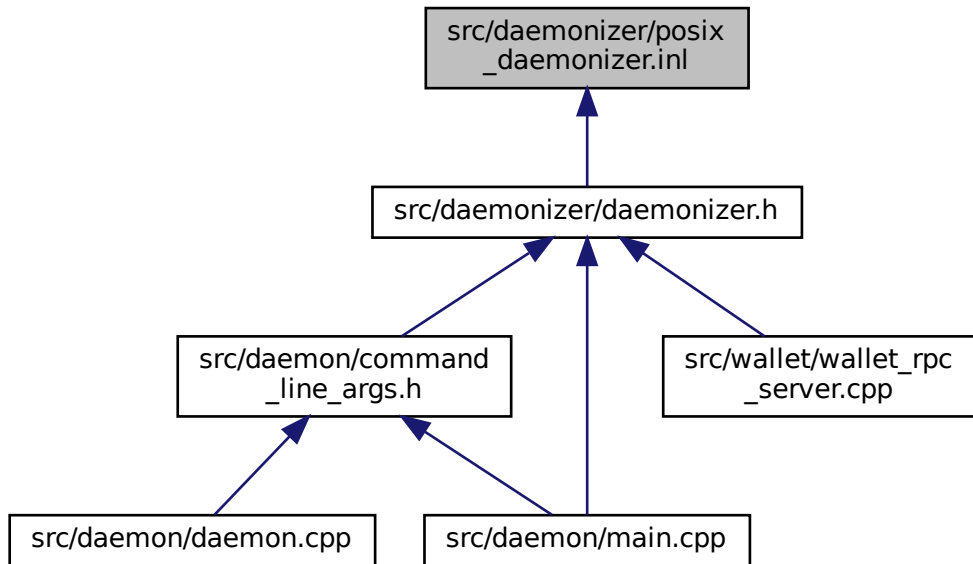 src/daemonizer/posix
_daemonizer.inl
src/daemonizer/daemonizer.h
src/daemon/command
_line_args.h
src/wallet/wallet_rpc
_server.cpp
src/daemon/daemon.cpp
src/daemon/main.cpp